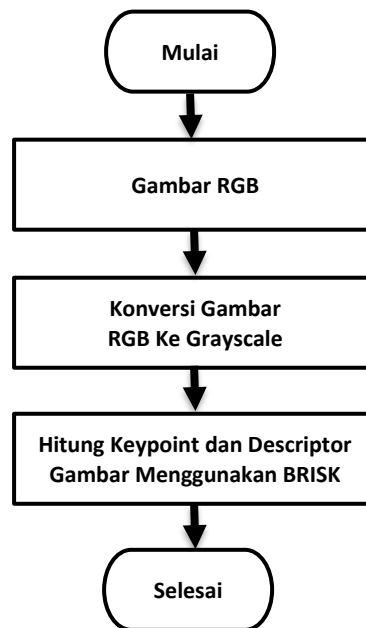 Mulai
Gambar RGB
Konversi Gambar
RGB Ke Grayscale
Hitung Keypoint dan Descriptor
Gambar Menggunakan BRISK
Selesai